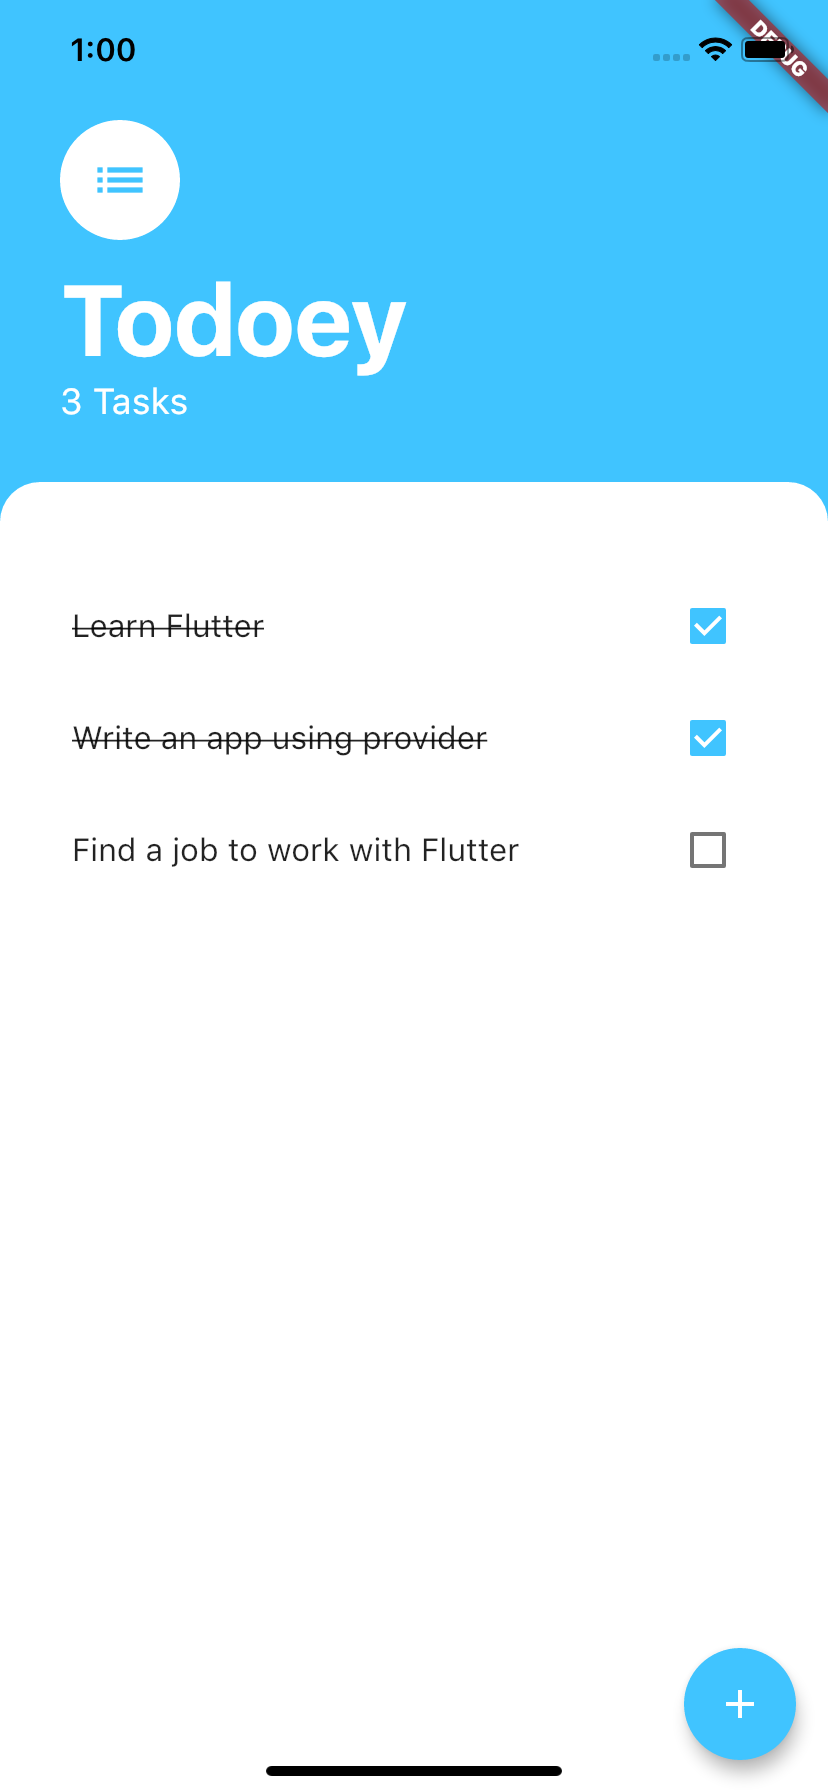 1:00
DEBUG
Todoey
3 Tasks
Learn Flutter
Write an app using provider
Find a job to work with Flutter